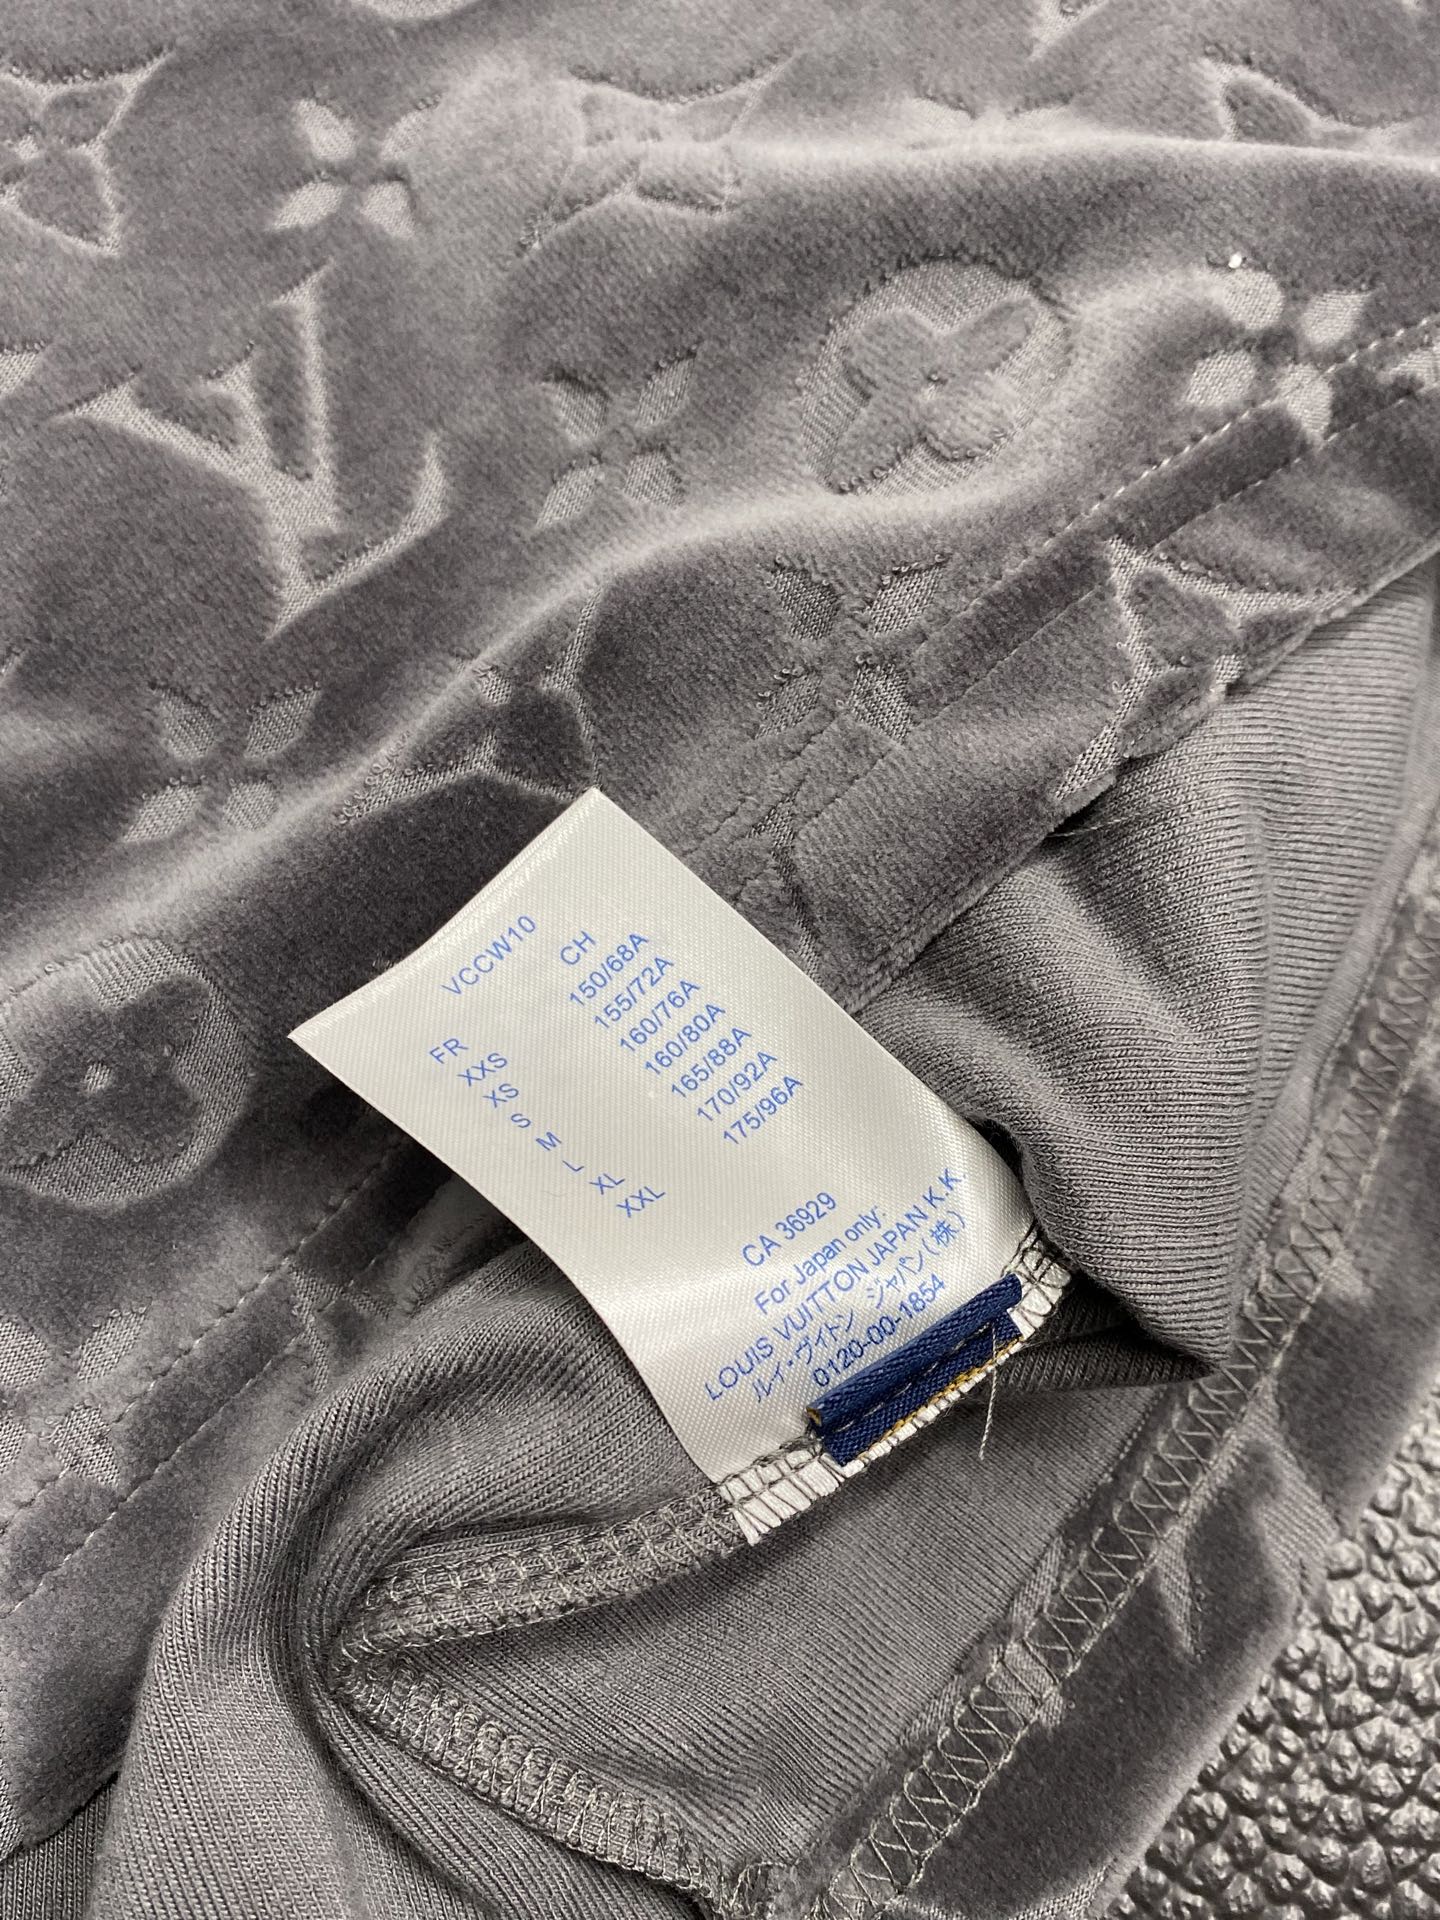 VCCW10
FR CH
XXS 150/68A
XS 155/72A
S 160/76A
M 160/80A
L 165/88A
XL 170/92A
XXL 175/96A
CA 36929
For Japan only:
LOUIS VUITTON JAPAN K.K
ルイ・ヴィトン ジャパン(株)
0120-00-1854